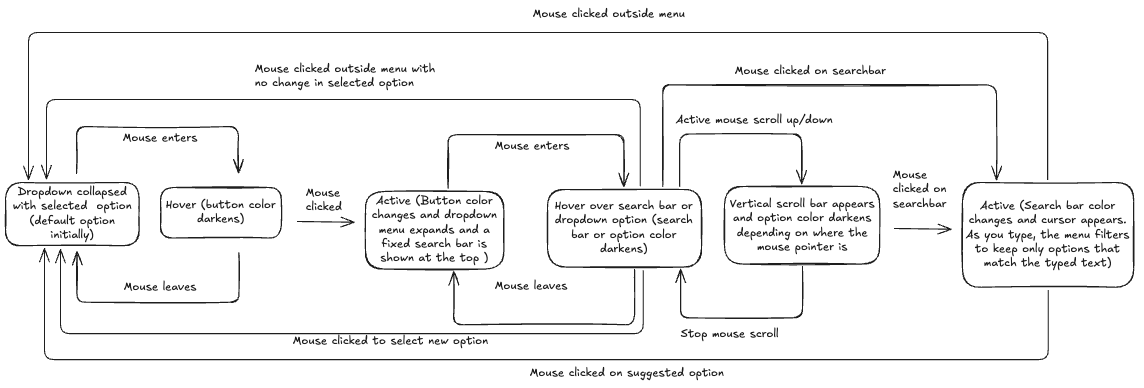 Mouse clicked outside menu
Mouse clicked outside menu with
no change in selected option
Mouse clicked on searchbar
Active mouse scroll up/down
Mouse enters
Mouse enters
Dropdown collapsed
with selected option
(default option
initially)
Hover (button color
darkens)
Mouse
clicked
Active (Button color
changes and dropdown
menu expands and a
fixed search bar is
shown at the top )
Hover over search bar or
dropdown option (search
bar or option color
darkens)
Vertical scroll bar appears
and option color darkens
depending on where the
mouse pointer is
Mouse
clicked on
searchbar
Active (Search bar color
changes and cursor appears.
As you type, the menu filters
to keep only options that
match the typed text)
Mouse leaves
Mouse leaves
Stop mouse scroll
Mouse clicked to select new option
Mouse clicked on suggested option